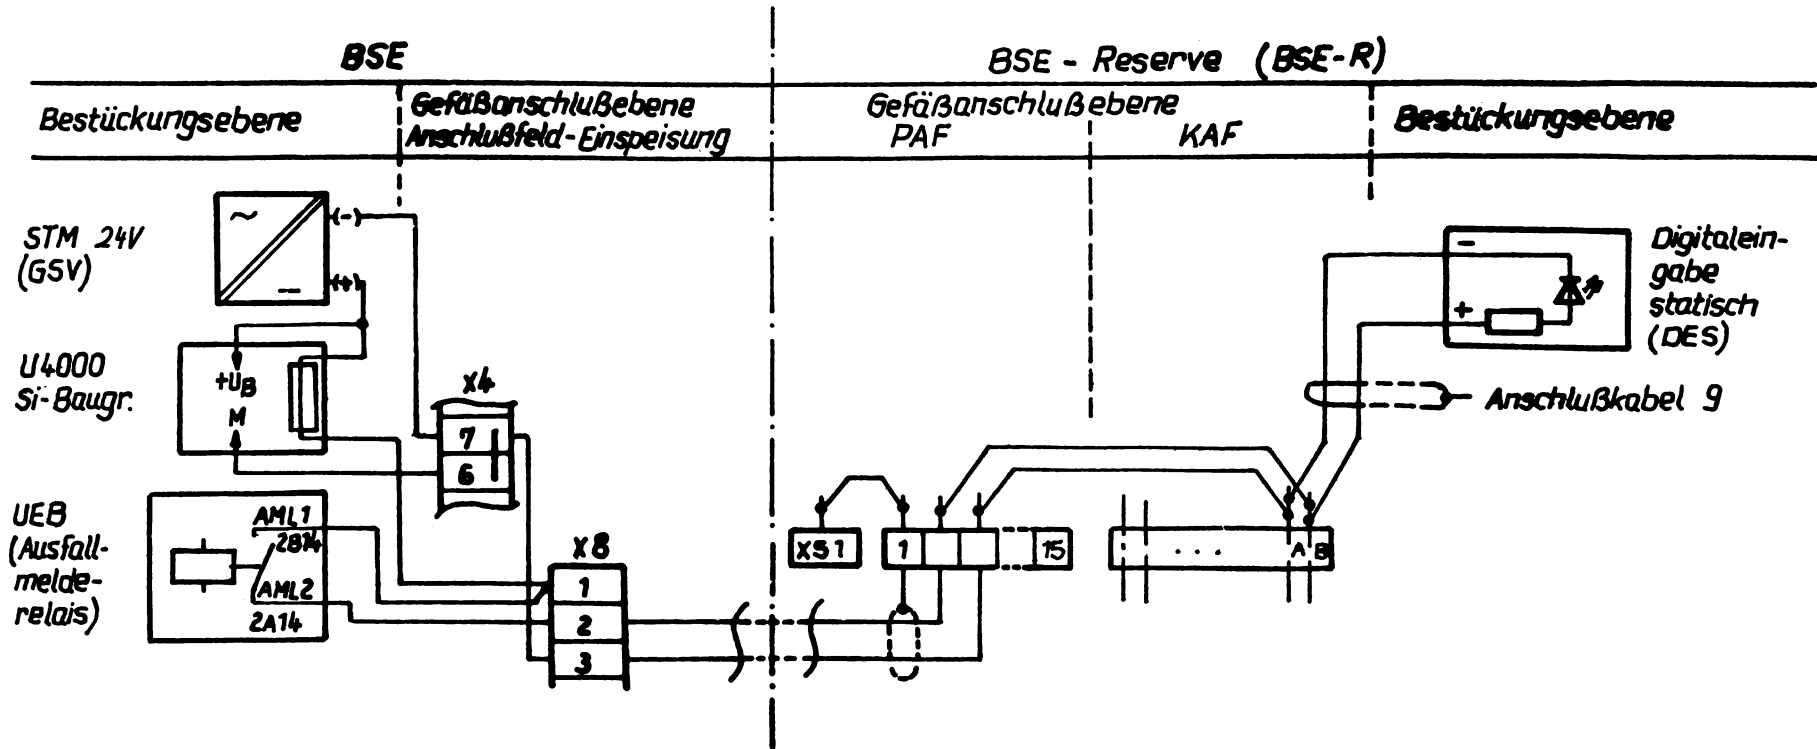 BSE
BSE - Reserve (BSE-R)
Bestückungsebene
Gefäßanschlußebene
Anschlußfeld-Einspeisung
Gefäßanschlußebene
PAF
KAF
Bestückungsebene
STM 24V
(GSV)
~
(-)
(+)
–
U4000
Si-Baugr.
+UB
M
X4
7
6
UEB
(Ausfall-
melde-
relais)
AML1
2B14
AML2
2A14
X8
1
2
3
X51
1
15
. . .
A B
-
+
Digitalein-
gabe
statisch
(DES)
Anschlußkabel 9